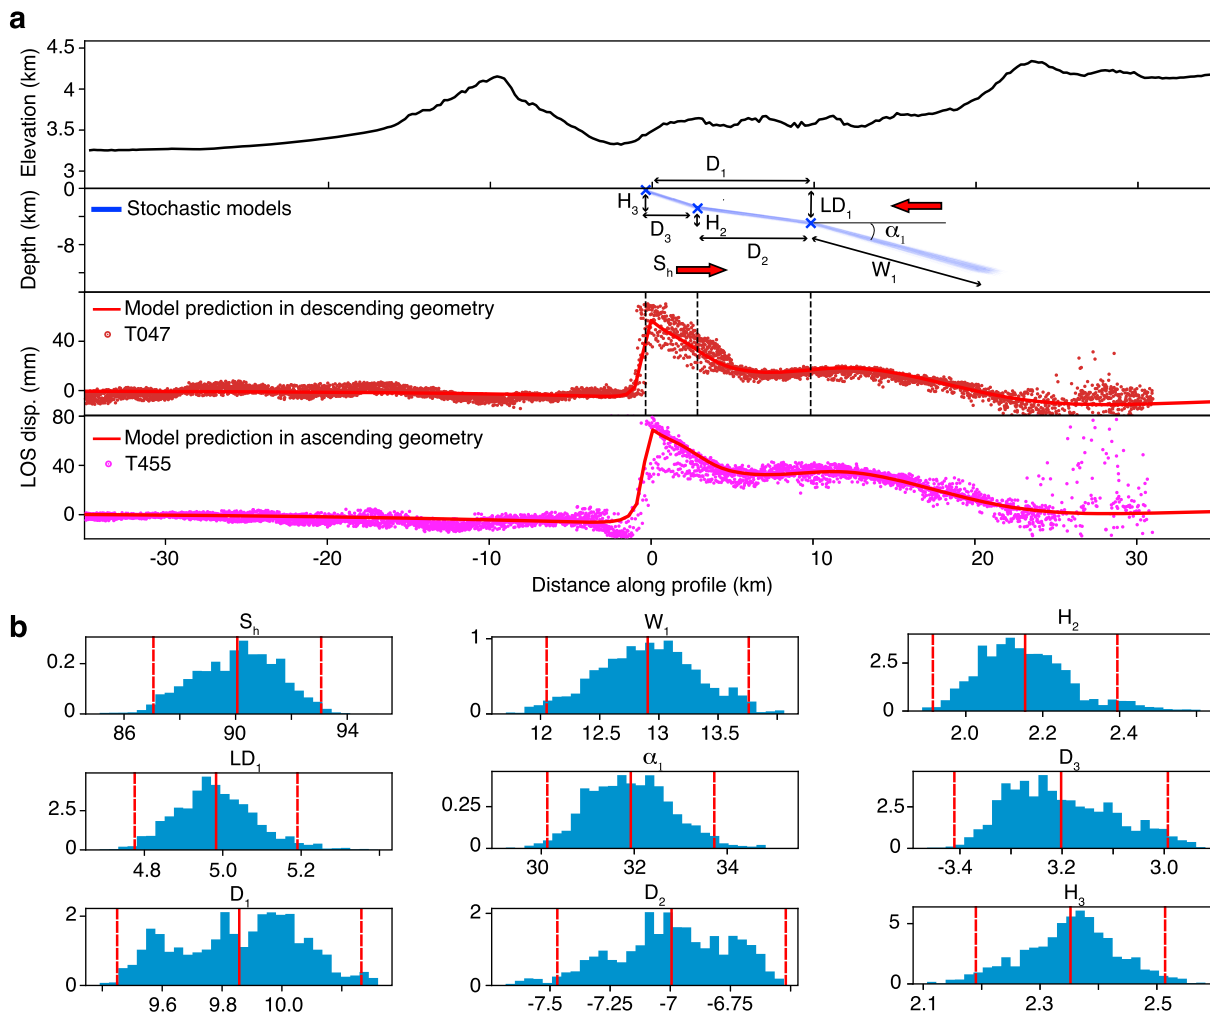 a
Elevation (km)
4.5
4
3.5
3
Depth (km)
0
-8
Stochastic models
D1
H3
D3
H2
D2
LD1
α1
W1
Sh
LOS disp. (mm)
Model prediction in descending geometry
T047
40
0
80
Model prediction in ascending geometry
T455
40
0
-30 -20 -10 0 10 20 30
Distance along profile (km)
b
Sh
0.2
0
86 90 94
W1
1
0
12 12.5 13 13.5
H2
2.5
0
2.0 2.2 2.4
LD1
2.5
0
4.8 5.0 5.2
α1
0.25
0
30 32 34
D3
2.5
0
-3.4 3.2 3.0
D1
2
0
9.6 9.8 10.0
D2
2
0
-7.5 -7.25 -7 -6.75
H3
5
0
2.1 2.3 2.5